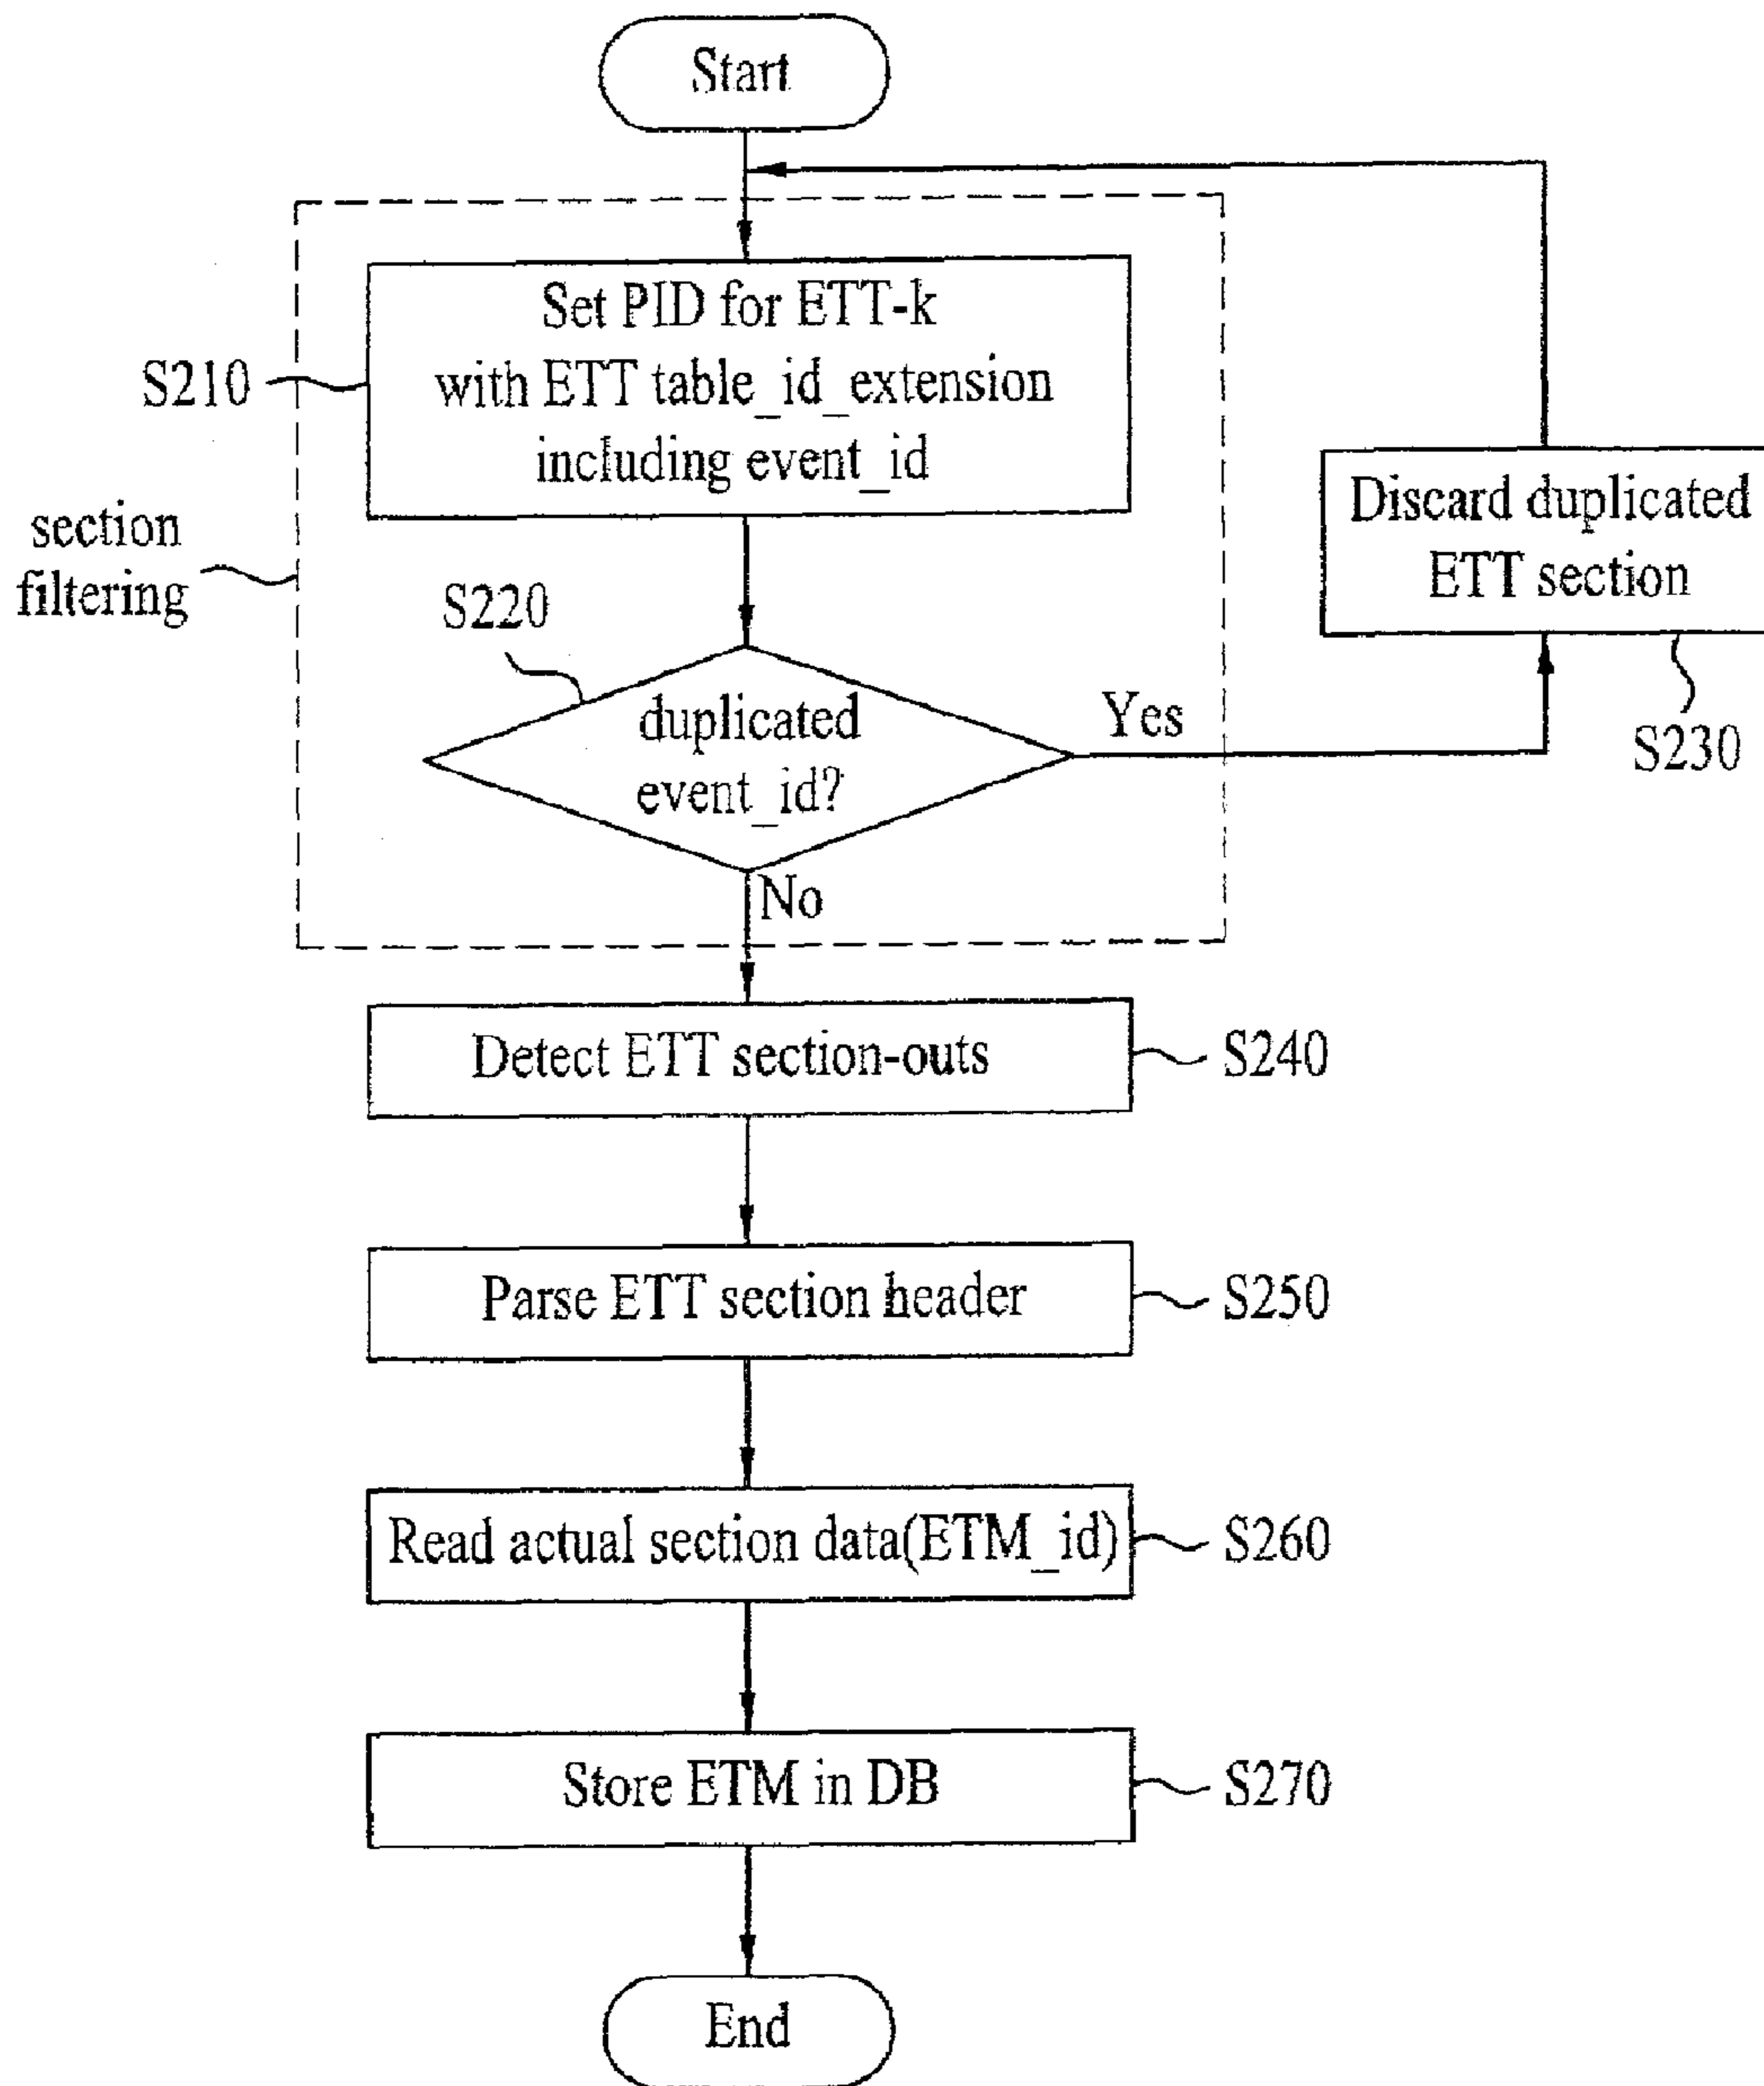 Start
Set PID for ETT-k
with ETT table_id_extension
including event_id
S210
section
filtering
Discard duplicated
ETT section
S230
S220
duplicated
event_id?
Yes
No
Detect ETT section-outs
S240
Parse ETT section header
S250
Read actual section data(ETM_id)
S260
Store ETM in DB
S270
End